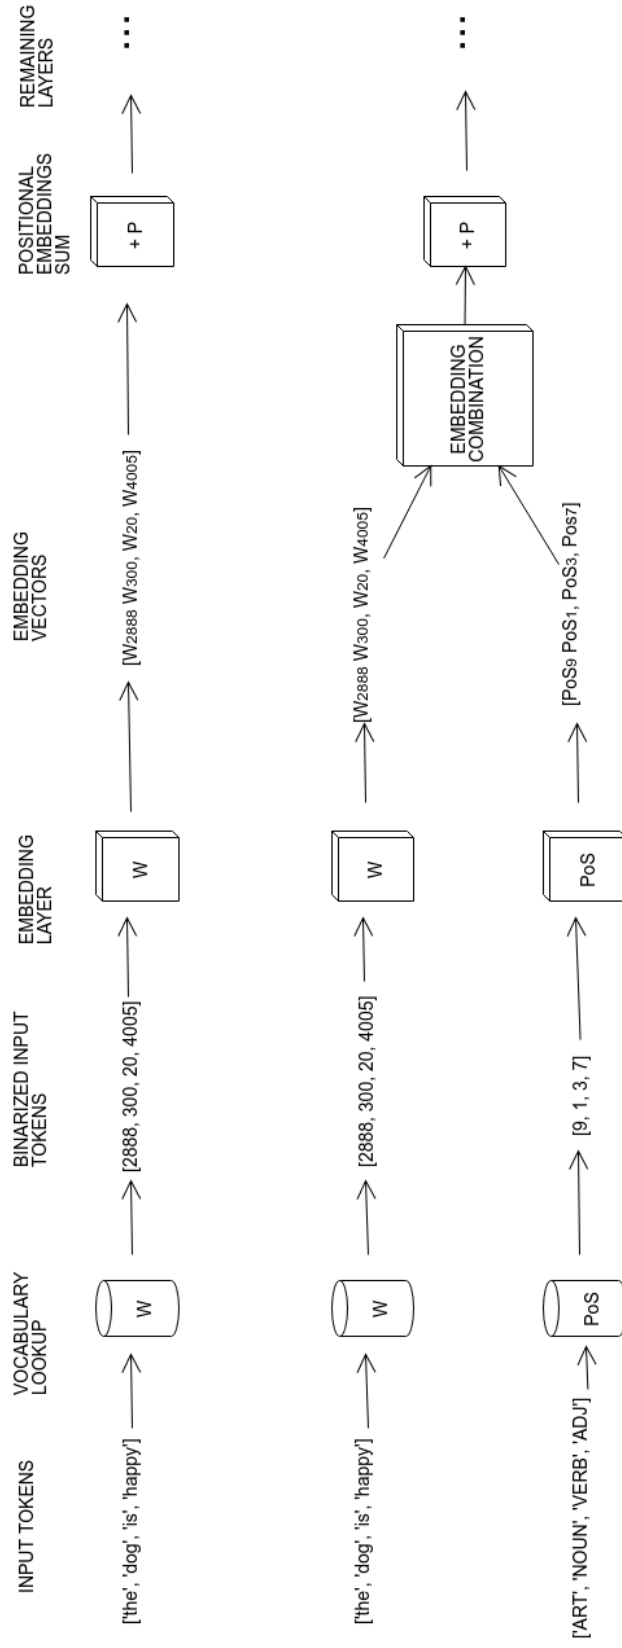 INPUT TOKENS
VOCABULARY
LOOKUP
BINARIZED INPUT
TOKENS
EMBEDDING
LAYER
EMBEDDING
VECTORS
POSITIONAL
EMBEDDINGS
SUM
REMAINING
LAYERS
['the', 'dog', 'is', 'happy']
W
[2888, 300, 20, 4005]
W
[W2888 W300, W20, W4005]
+ P
...
['the', 'dog', 'is', 'happy']
W
[2888, 300, 20, 4005]
W
[W2888 W300, W20, W4005]
EMBEDDING
COMBINATION
+ P
...
['ART', 'NOUN', 'VERB', 'ADJ']
PoS
[9, 1, 3, 7]
PoS
[PoS9 PoS1, PoS3, Pos7]